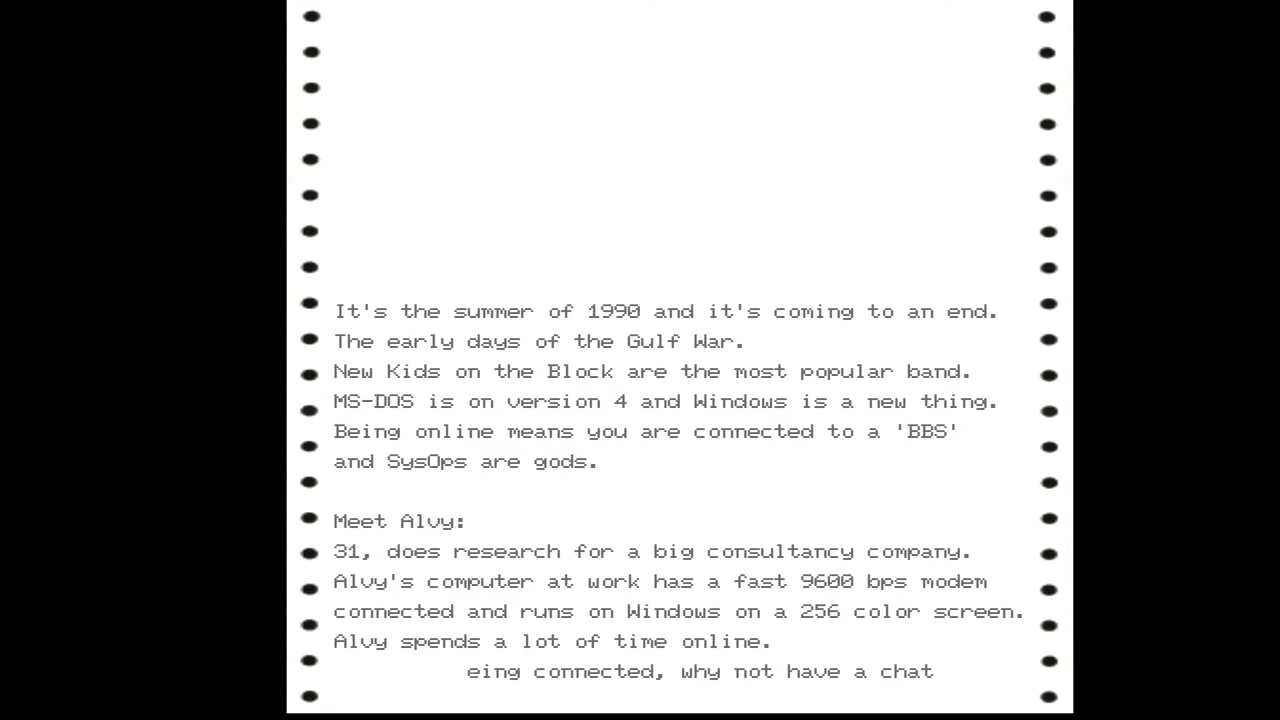 It's the summer of 1990 and it's coming to an end.
The early days of the Gulf War.
New Kids on the Block are the most popular band.
MS-DOS is on version 4 and Windows is a new thing.
Being online means you are connected to a 'BBS'
and SysOps are gods.
Meet Alvy:
31, does research for a big consultancy company.
Alvy's computer at work has a fast 9600 bps modem
connected and runs on Windows on a 256 color screen.
Alvy spends a lot of time online.
eing connected, why not have a chat